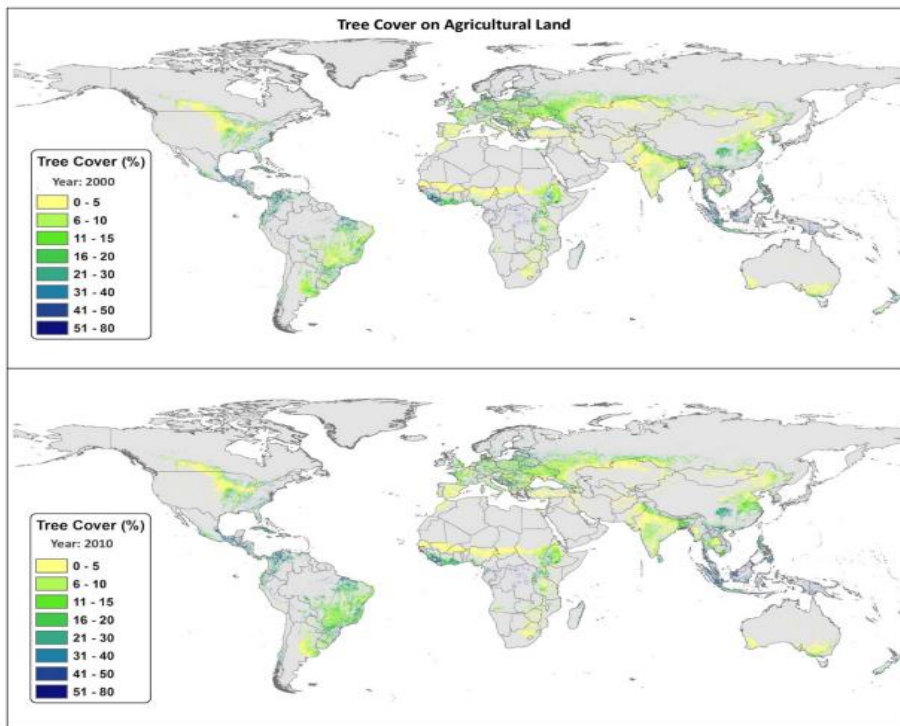 Tree Cover on Agricultural Land
Tree Cover (%)
Year: 2000
0 - 5
6 - 10
11 - 15
16 - 20
21 - 30
31 - 40
41 - 50
51 - 80
Tree Cover (%)
Year: 2010
0 - 5
6 - 10
11 - 15
16 - 20
21 - 30
31 - 40
41 - 50
51 - 80